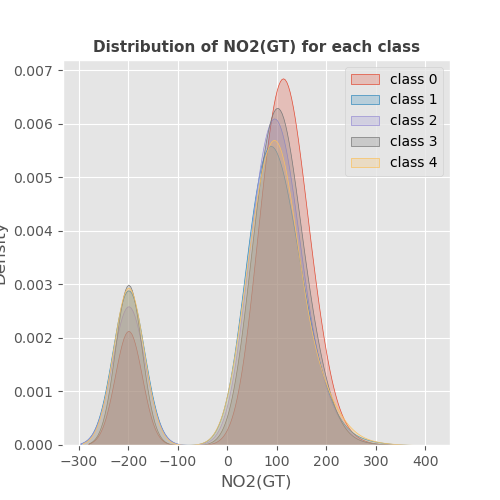 Distribution of NO2(GT) for each class
class 0
class 1
class 2
class 3
class 4
0.007
0.006
0.005
0.004
0.003
0.002
0.001
0.000
Density
−300
−200
−100
0
100
200
300
400
NO2(GT)